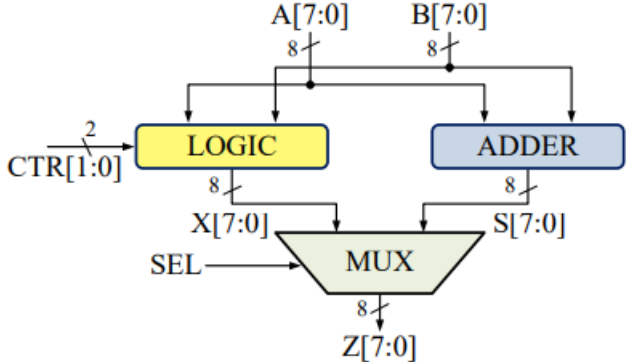 A[7:0] B[7:0]
8 8
2
LOGIC ADDER
CTR[1:0]
8 8
X[7:0] S[7:0]
SEL MUX
8
Z[7:0]